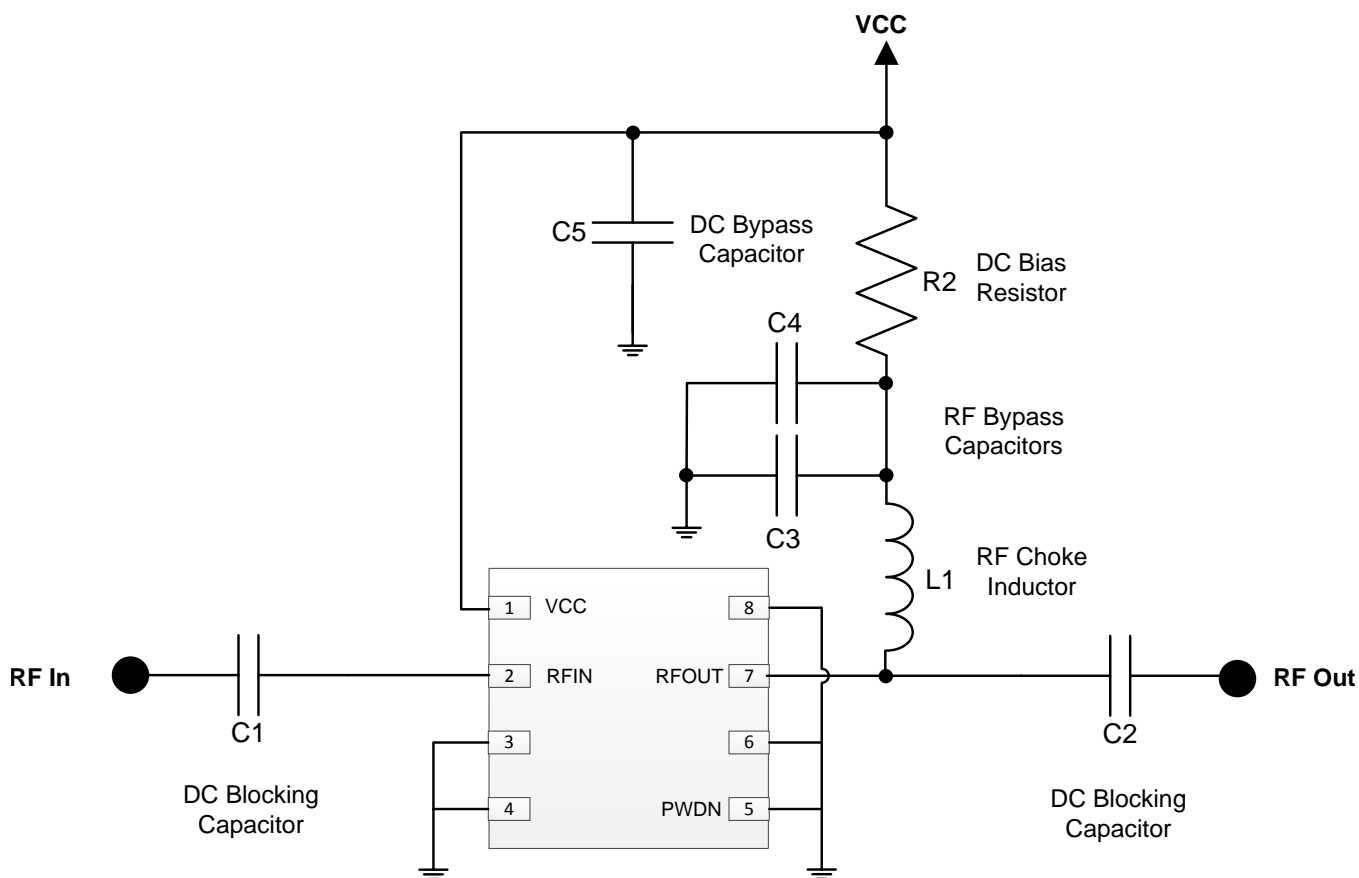 VCC
C5
DC Bypass
Capacitor
R2
DC Bias
Resistor
C4
RF Bypass
Capacitors
C3
L1
RF Choke
Inductor
1
VCC
8
RF In
2
RFIN
RFOUT
7
RF Out
C1
3
6
C2
DC Blocking
Capacitor
4
PWDN
5
DC Blocking
Capacitor